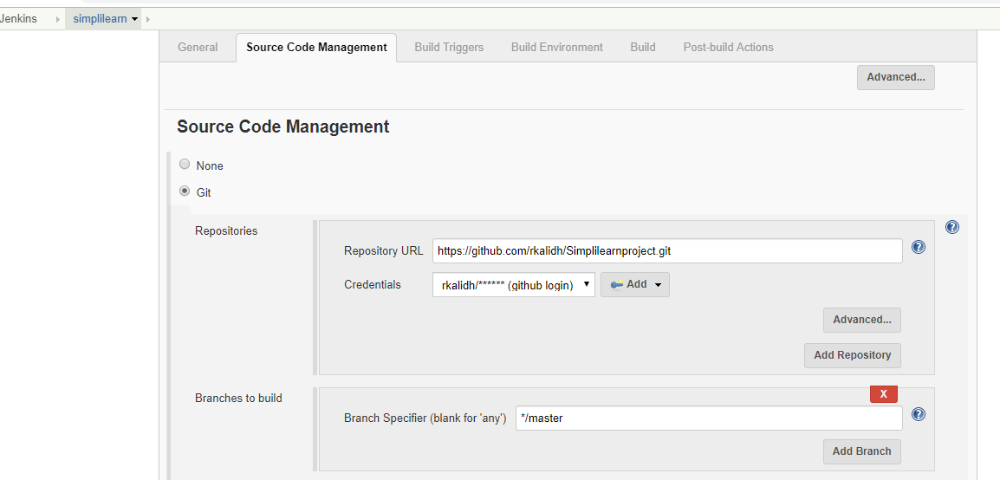 Jenkins simplilearn
General Source Code Management Build Triggers Build Environment Build Post-build Actions
Advanced...
Source Code Management
None
Git
Repositories
Repository URL https://github.com/rkalidh/Simplilearnproject.git
Credentials rkalidh/****** (github login) Add
Advanced...
Add Repository
Branches to build
X
Branch Specifier (blank for 'any') */master
Add Branch